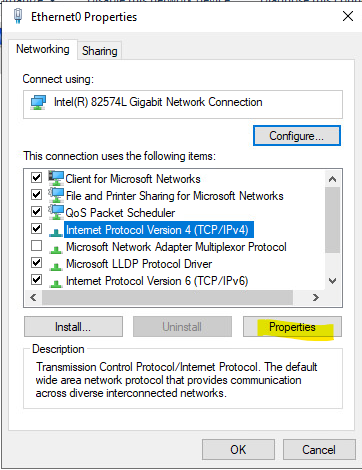 Ethernet0 Properties
Networking
Sharing
Connect using:
Intel(R) 82574L Gigabit Network Connection
Configure...
This connection uses the following items:
Client for Microsoft Networks
File and Printer Sharing for Microsoft Networks
QoS Packet Scheduler
Internet Protocol Version 4 (TCP/IPv4)
Microsoft Network Adapter Multiplexor Protocol
Microsoft LLDP Protocol Driver
Internet Protocol Version 6 (TCP/IPv6)
Install...
Uninstall
Properties
Description
Transmission Control Protocol/Internet Protocol. The default
wide area network protocol that provides communication
across diverse interconnected networks.
OK
Cancel